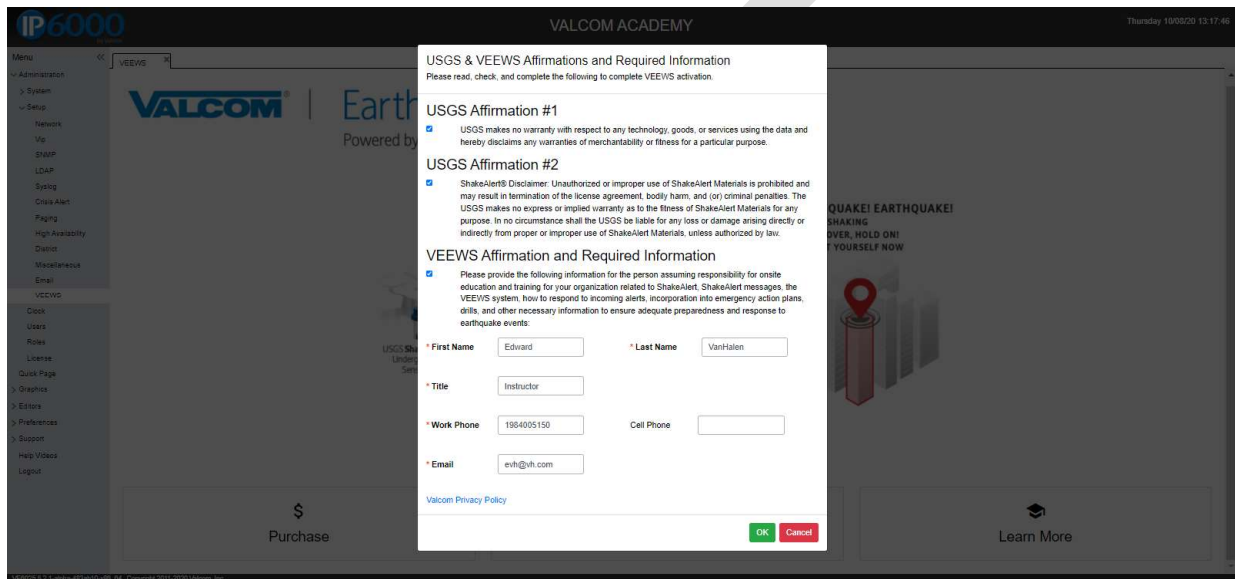 IP6000
VALCOM ACADEMY
Thursday 10/08/20 13:17:46
Menu
VEEWS
Administration
System
Setup
Network
Vip
SNMP
LDAP
Syslog
Crisis Alert
Paging
High Availability
District
Miscellaneous
Email
VEEWS
Clock
Users
Roles
License
Quick Page
Graphics
Editors
Preferences
Support
Help Videos
Logout
VALCOM® | Earth
Powered by
USGS Sha
QUAKE! EARTHQUAKE!
SHAKING
OVER, HOLD ON!
T YOURSELF NOW
USGS & VEEWS Affirmations and Required Information
Please read, check, and complete the following to complete VEEWS activation.
USGS Affirmation #1
USGS makes no warranty with respect to any technology, goods, or services using the data and
hereby disclaims any warranties of merchantability or fitness for a particular purpose.
USGS Affirmation #2
ShakeAlert® Disclaimer: Unauthorized or improper use of ShakeAlert Materials is prohibited and
may result in termination of the license agreement, bodily harm, and (or) criminal penalties. The
USGS makes no express or implied warranty as to the fitness of ShakeAlert Materials for any
purpose. In no circumstance shall the USGS be liable for any loss or damage arising directly or
indirectly from proper or improper use of ShakeAlert Materials, unless authorized by law.
VEEWS Affirmation and Required Information
Please provide the following information for the person assuming responsibility for onsite
education and training for your organization related to ShakeAlert, ShakeAlert messages, the
VEEWS system, how to respond to incoming alerts, incorporation into emergency action plans,
drills, and other necessary information to ensure adequate preparedness and response to
earthquake events:
* First Name Edward * Last Name VanHalen
* Title Instructor
* Work Phone 1984005150 Cell Phone
* Email evh@vh.com
Valcom Privacy Policy
OK Cancel
$
Purchase
Learn More